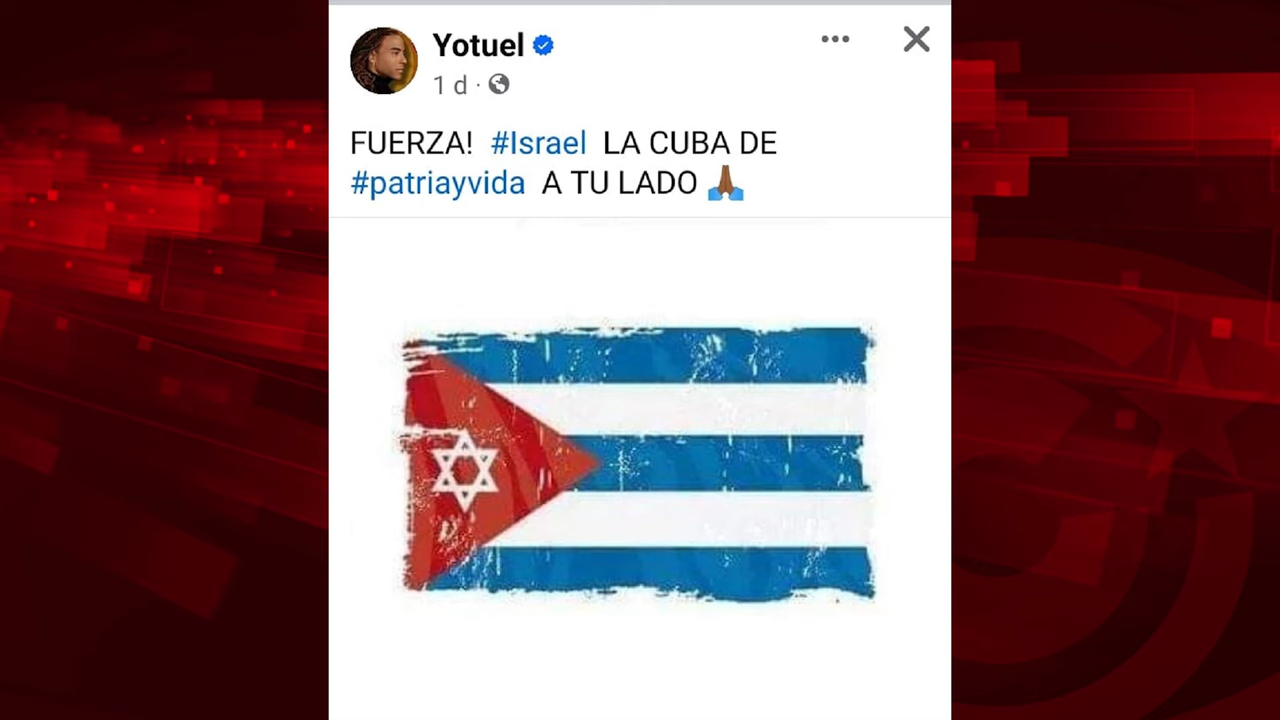 Yotuel
1 d ·
FUERZA! #Israel LA CUBA DE
#patriayvida A TU LADO 🙏🏾